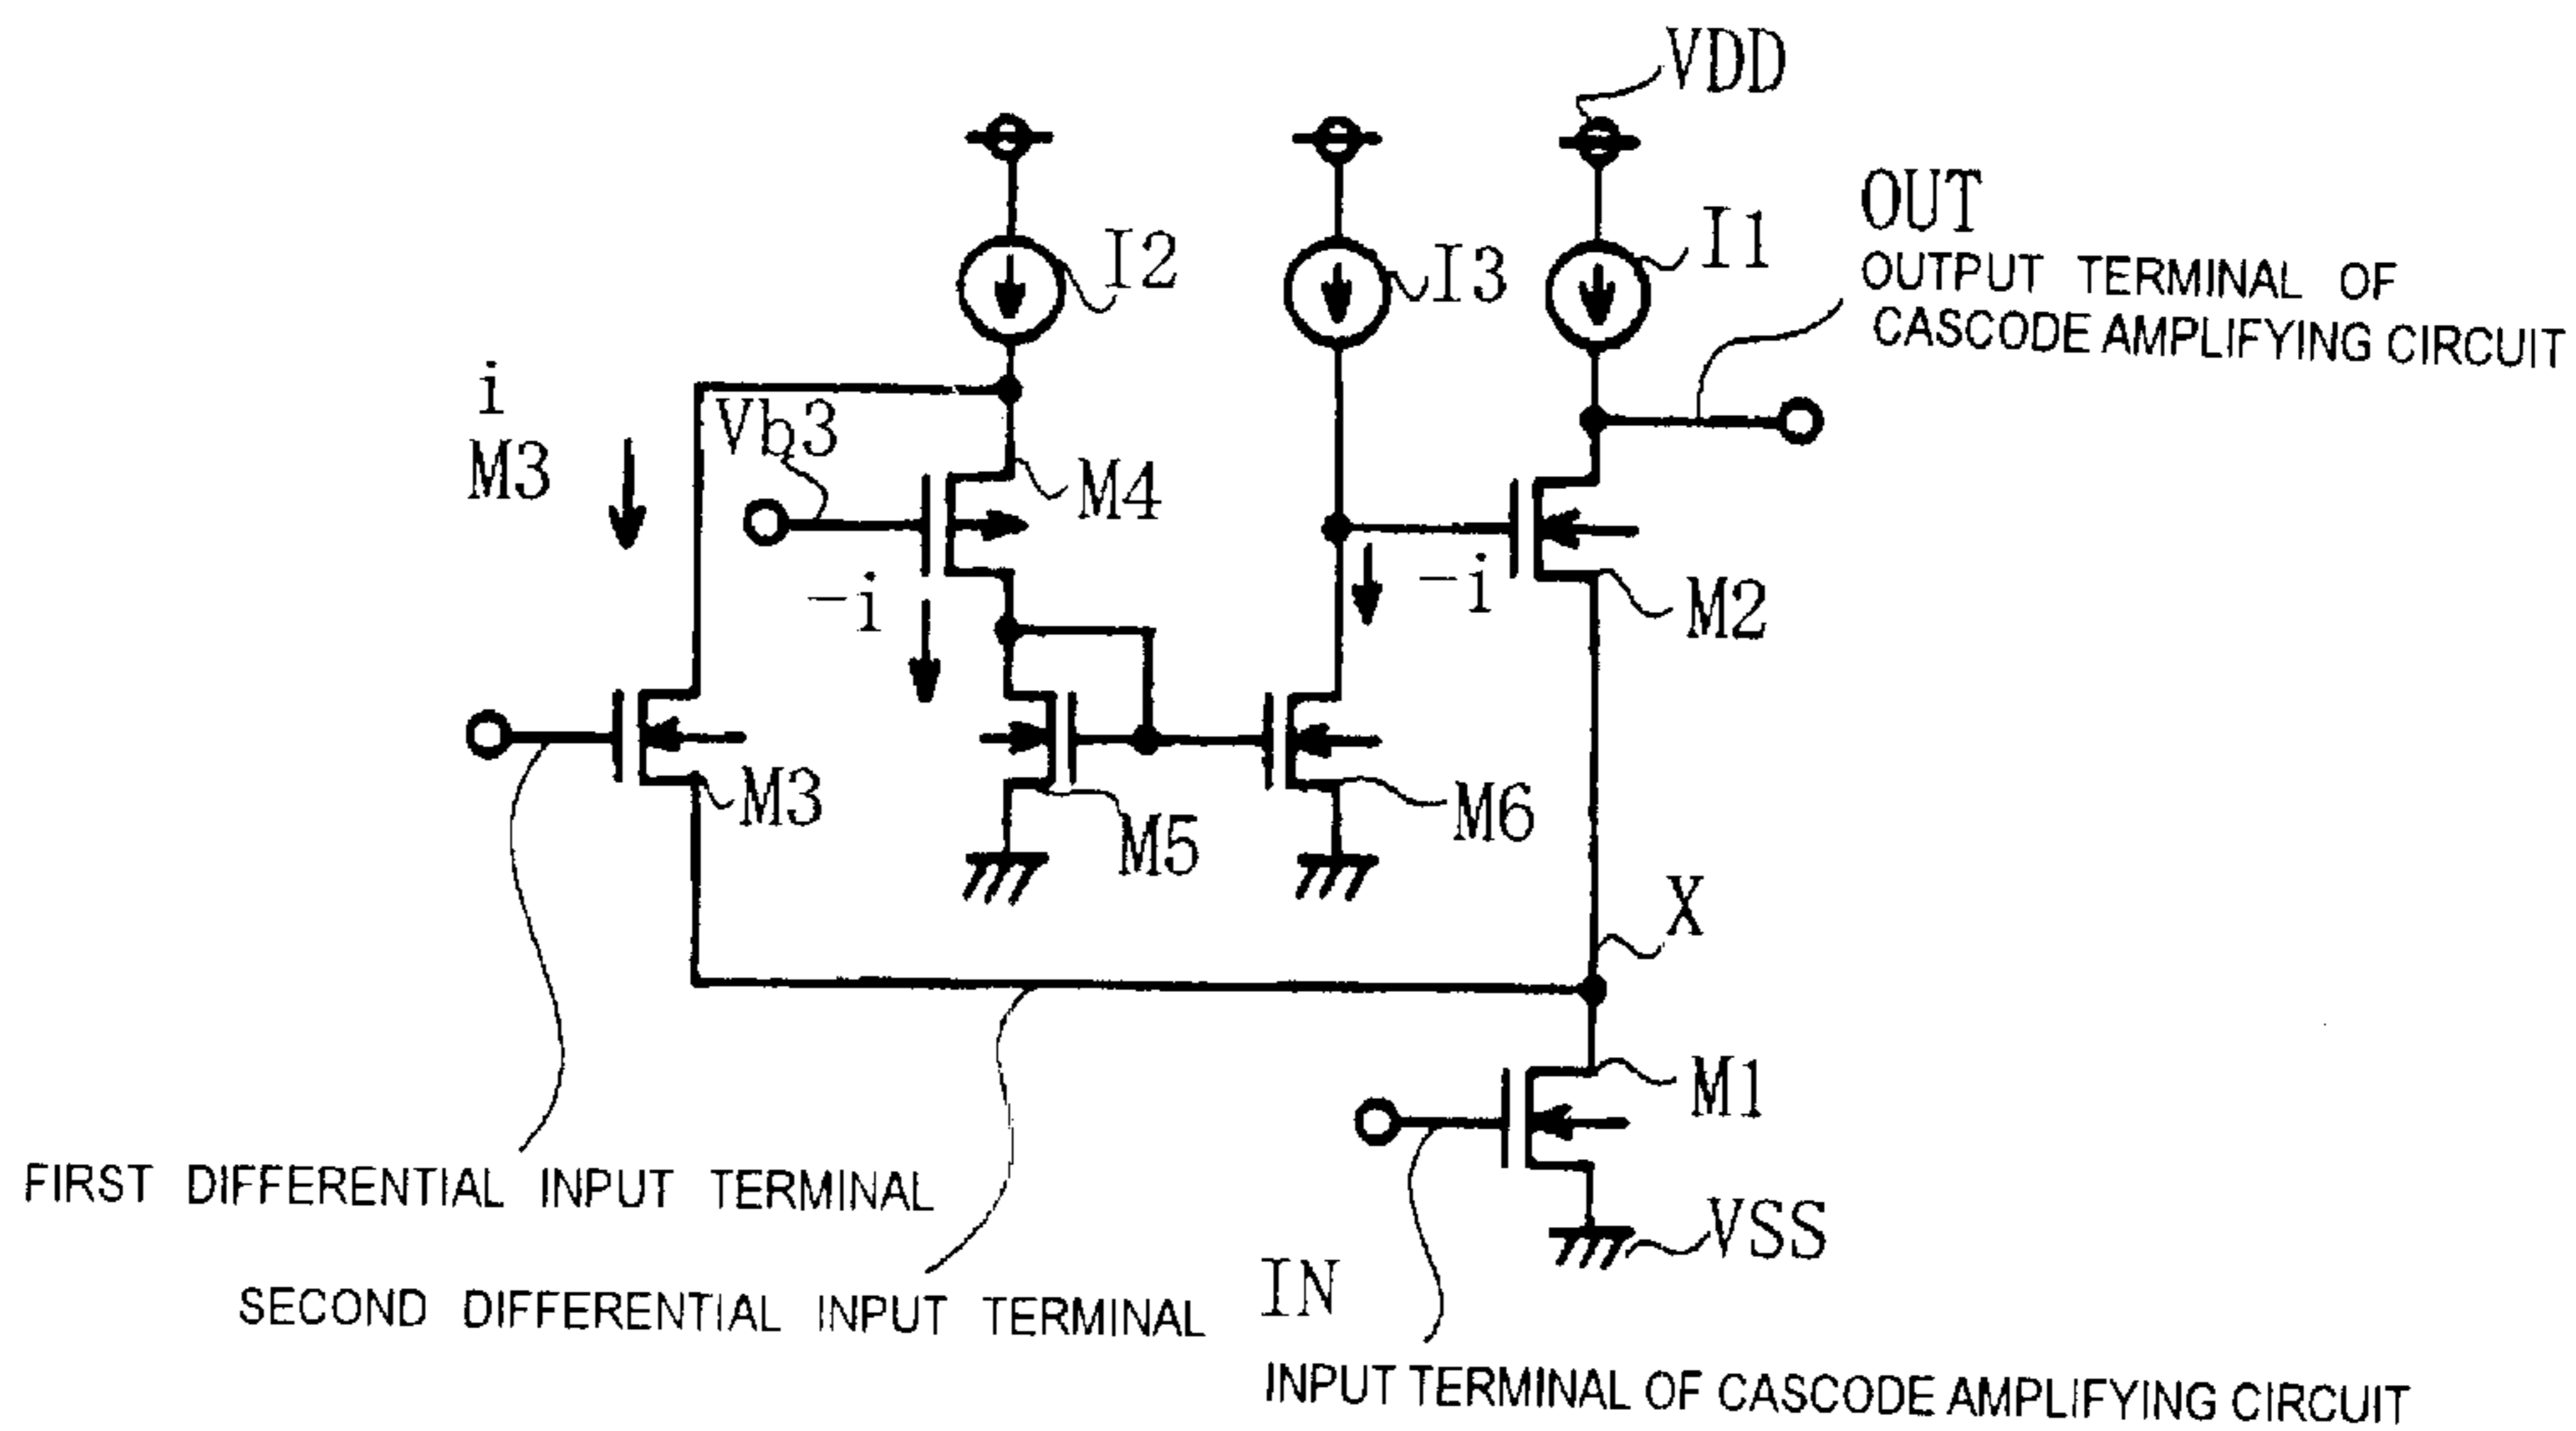 VDD
OUT
OUTPUT TERMINAL OF
CASCODE AMPLIFYING CIRCUIT
I2
I3
I1
i
M3
Vb3
M4
-i
-i
M2
M3
M5
M6
X
M1
FIRST DIFFERENTIAL INPUT TERMINAL
VSS
SECOND DIFFERENTIAL INPUT TERMINAL
IN
INPUT TERMINAL OF CASCODE AMPLIFYING CIRCUIT